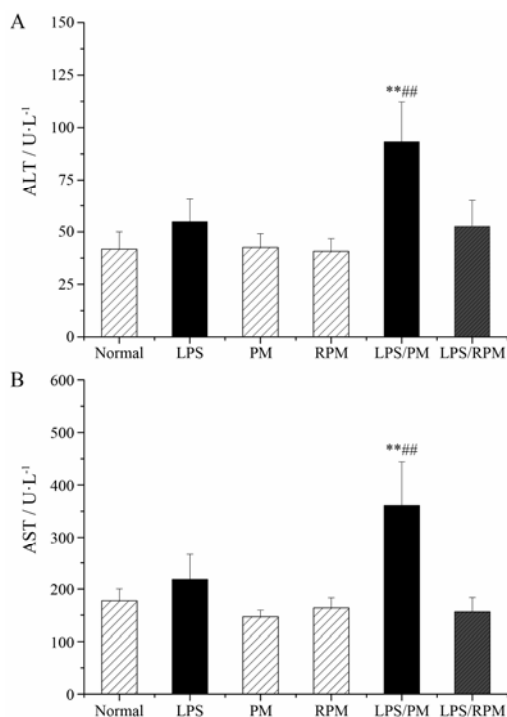 A
150
125
100
75
50
25
0
ALT / U·L⁻¹
**##
Normal LPS PM RPM LPS/PM LPS/RPM
B
600
500
400
300
200
100
0
AST / U·L⁻¹
**##
Normal LPS PM RPM LPS/PM LPS/RPM